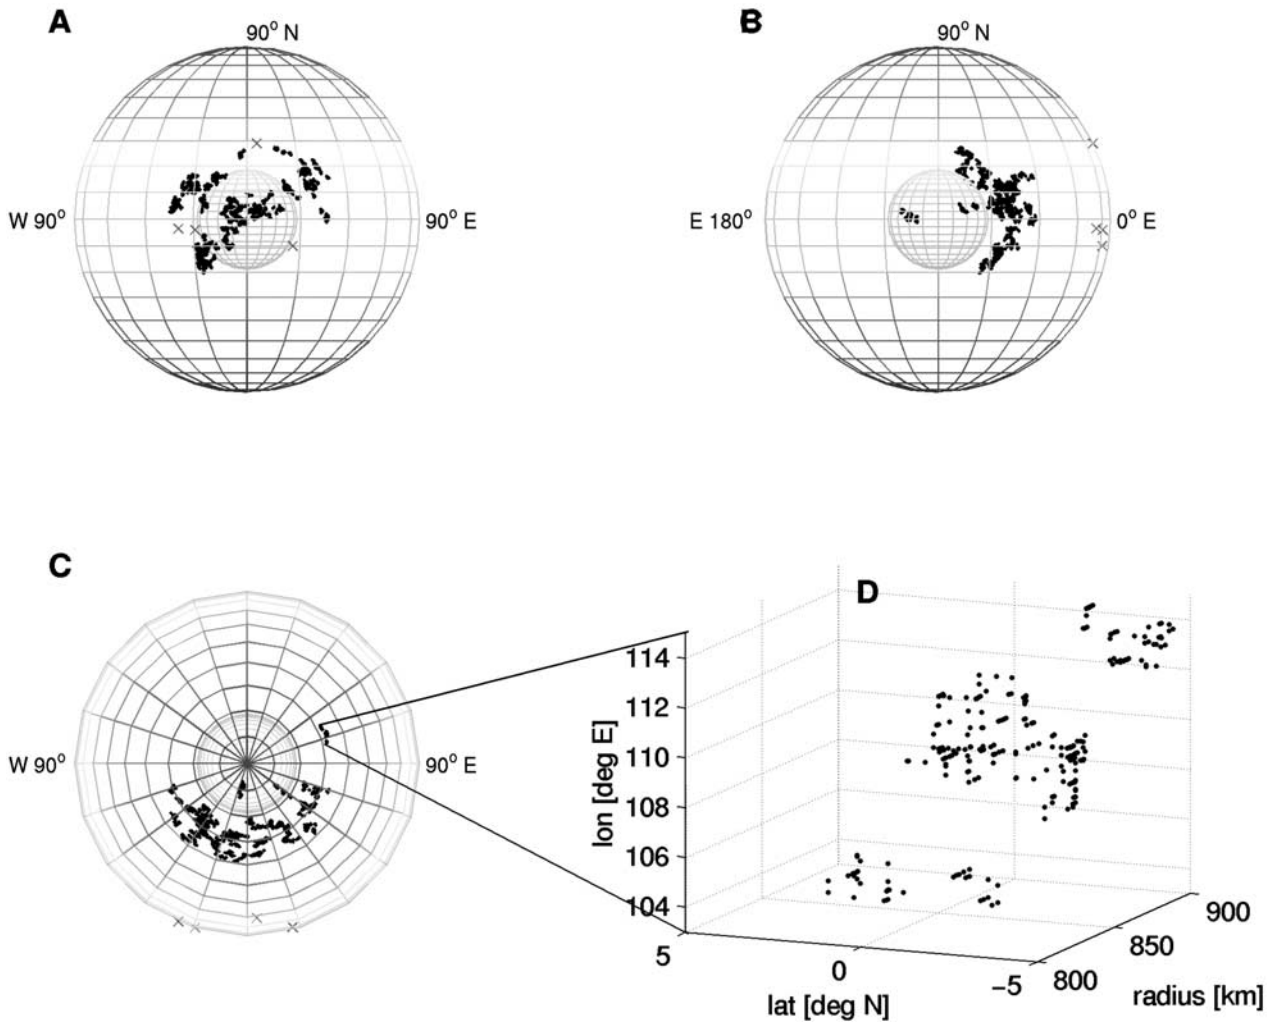 A
90° N
W 90°
90° E
B
90° N
E 180°
0° E
C
W 90°
90° E
D
114
112
110
108
106
104
lon [deg E]
5
0
−5
lat [deg N]
800
850
900
radius [km]